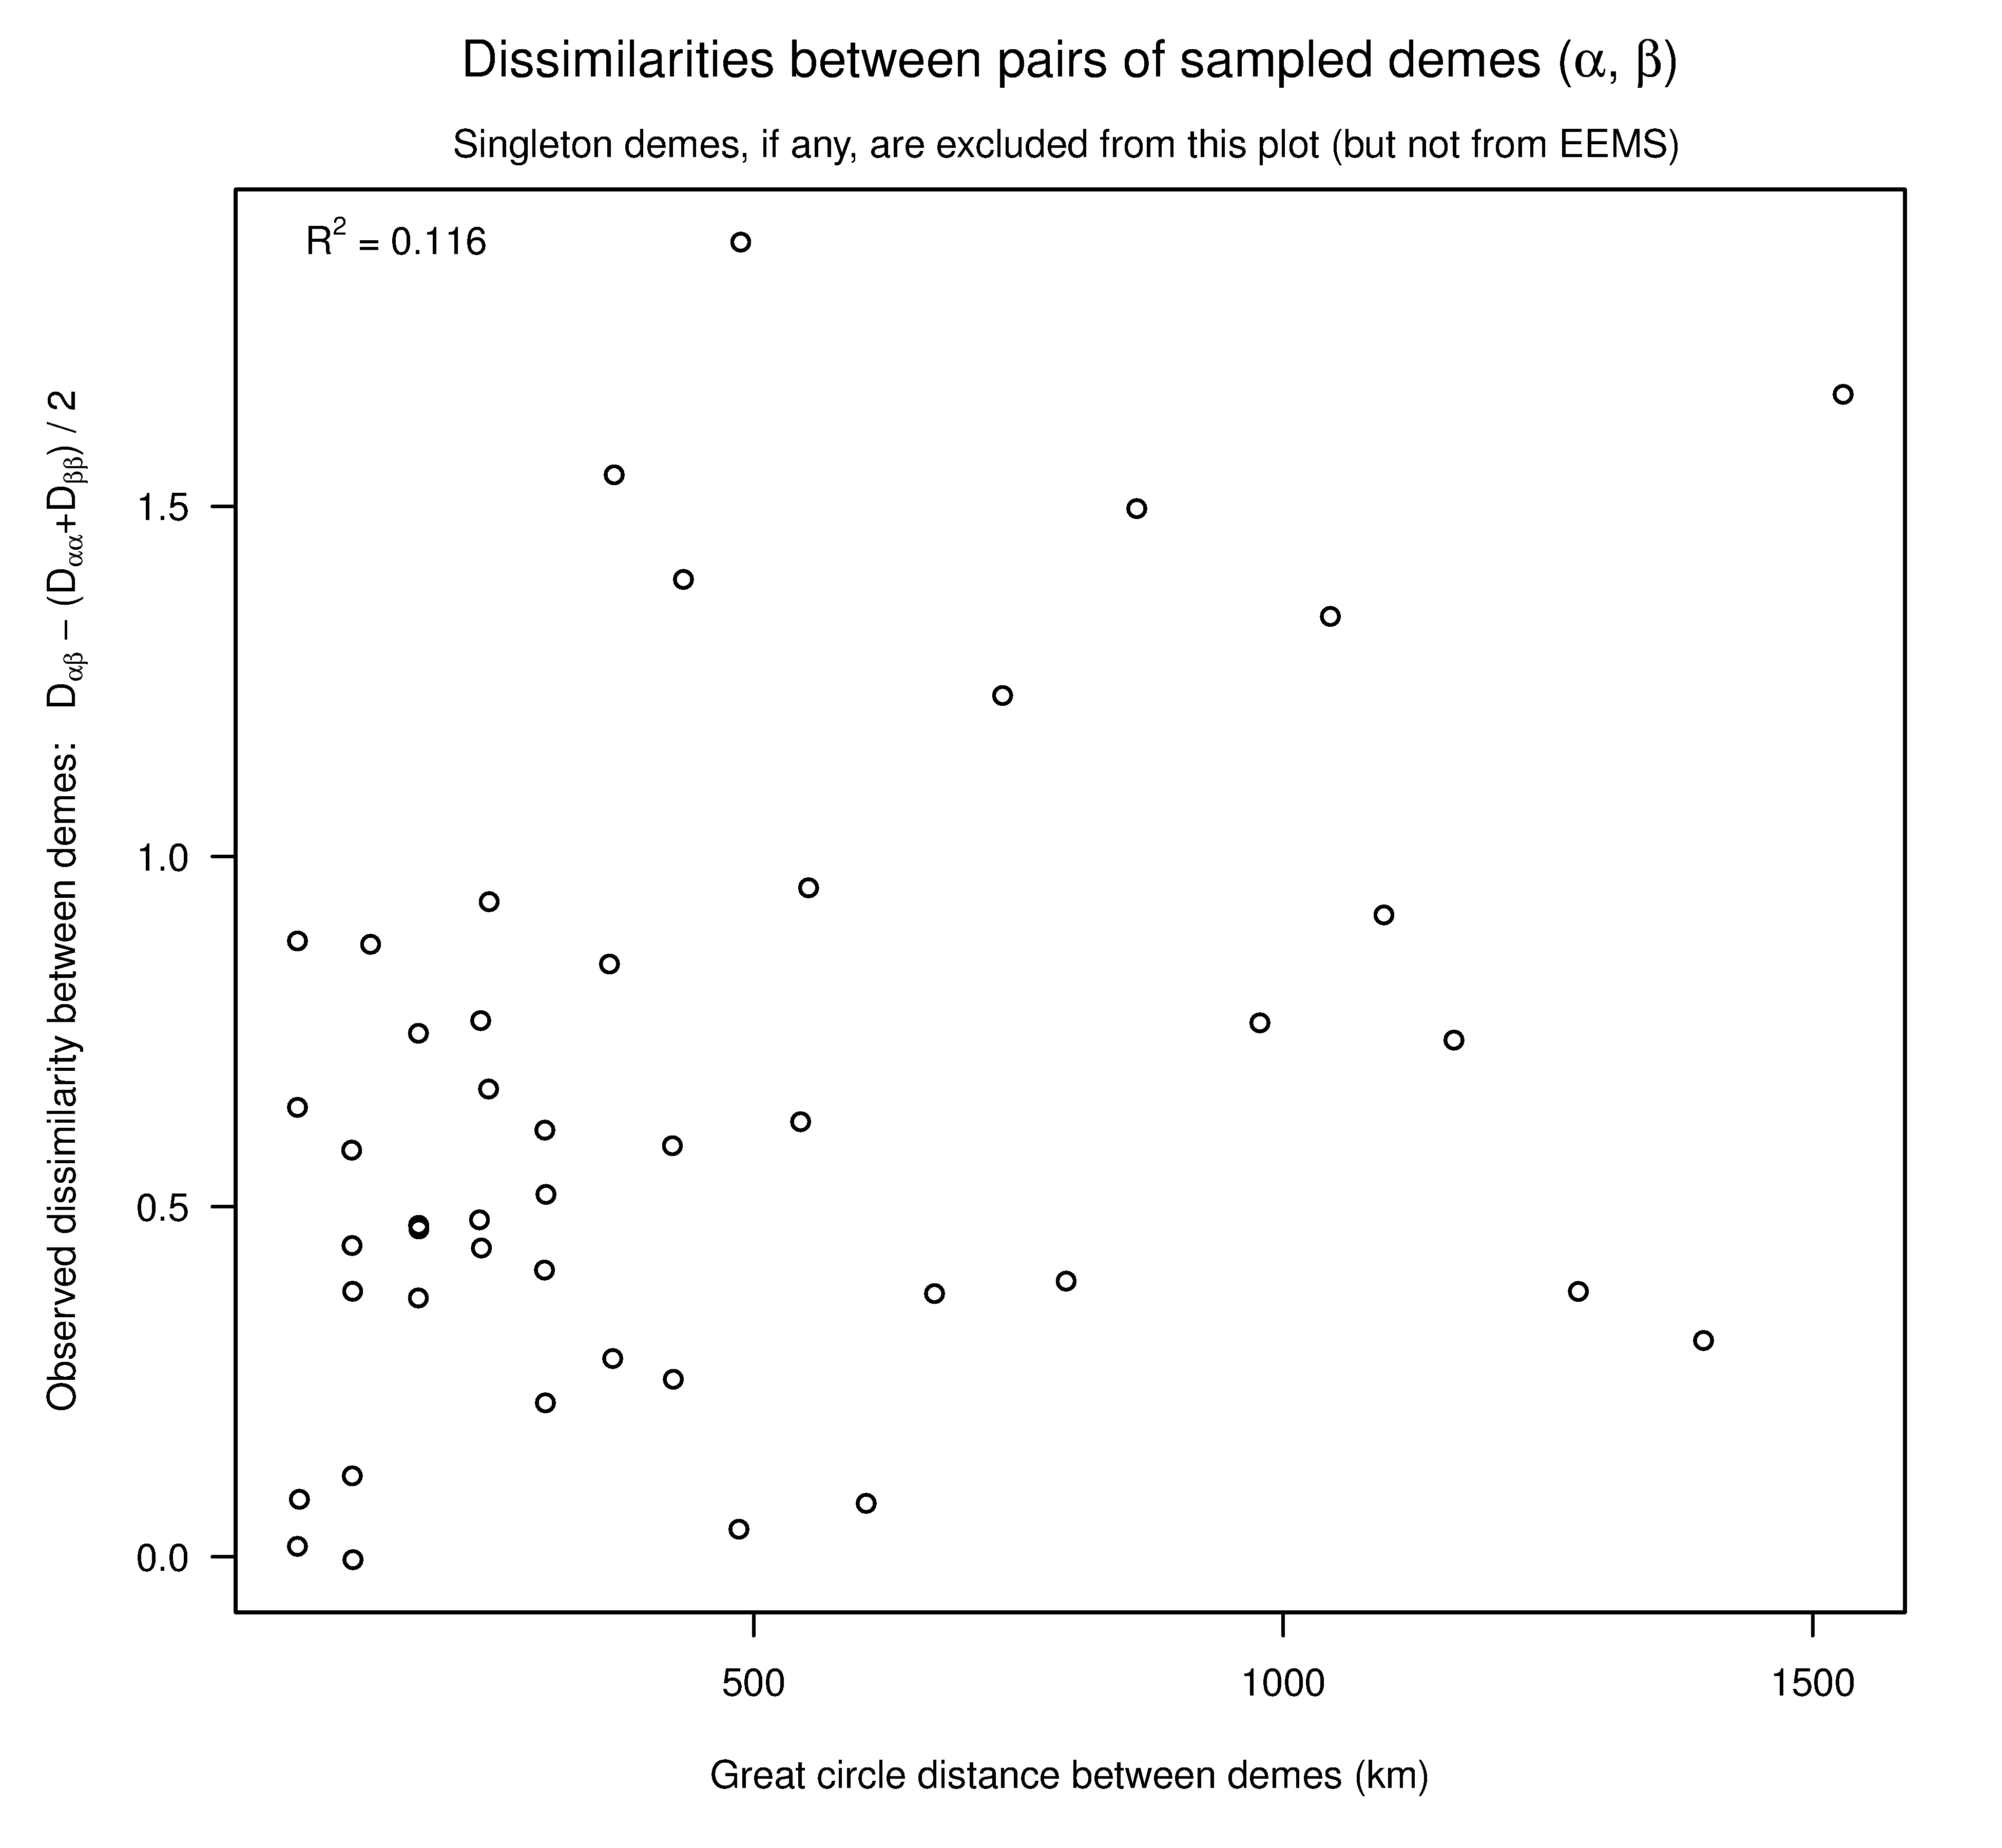 Dissimilarities between pairs of sampled demes (α, β)
Singleton demes, if any, are excluded from this plot (but not from EEMS)
R² = 0.116
Observed dissimilarity between demes: Dαβ − (Dαα+Dββ) / 2
1.5
1.0
0.5
0.0
500 1000 1500
Great circle distance between demes (km)